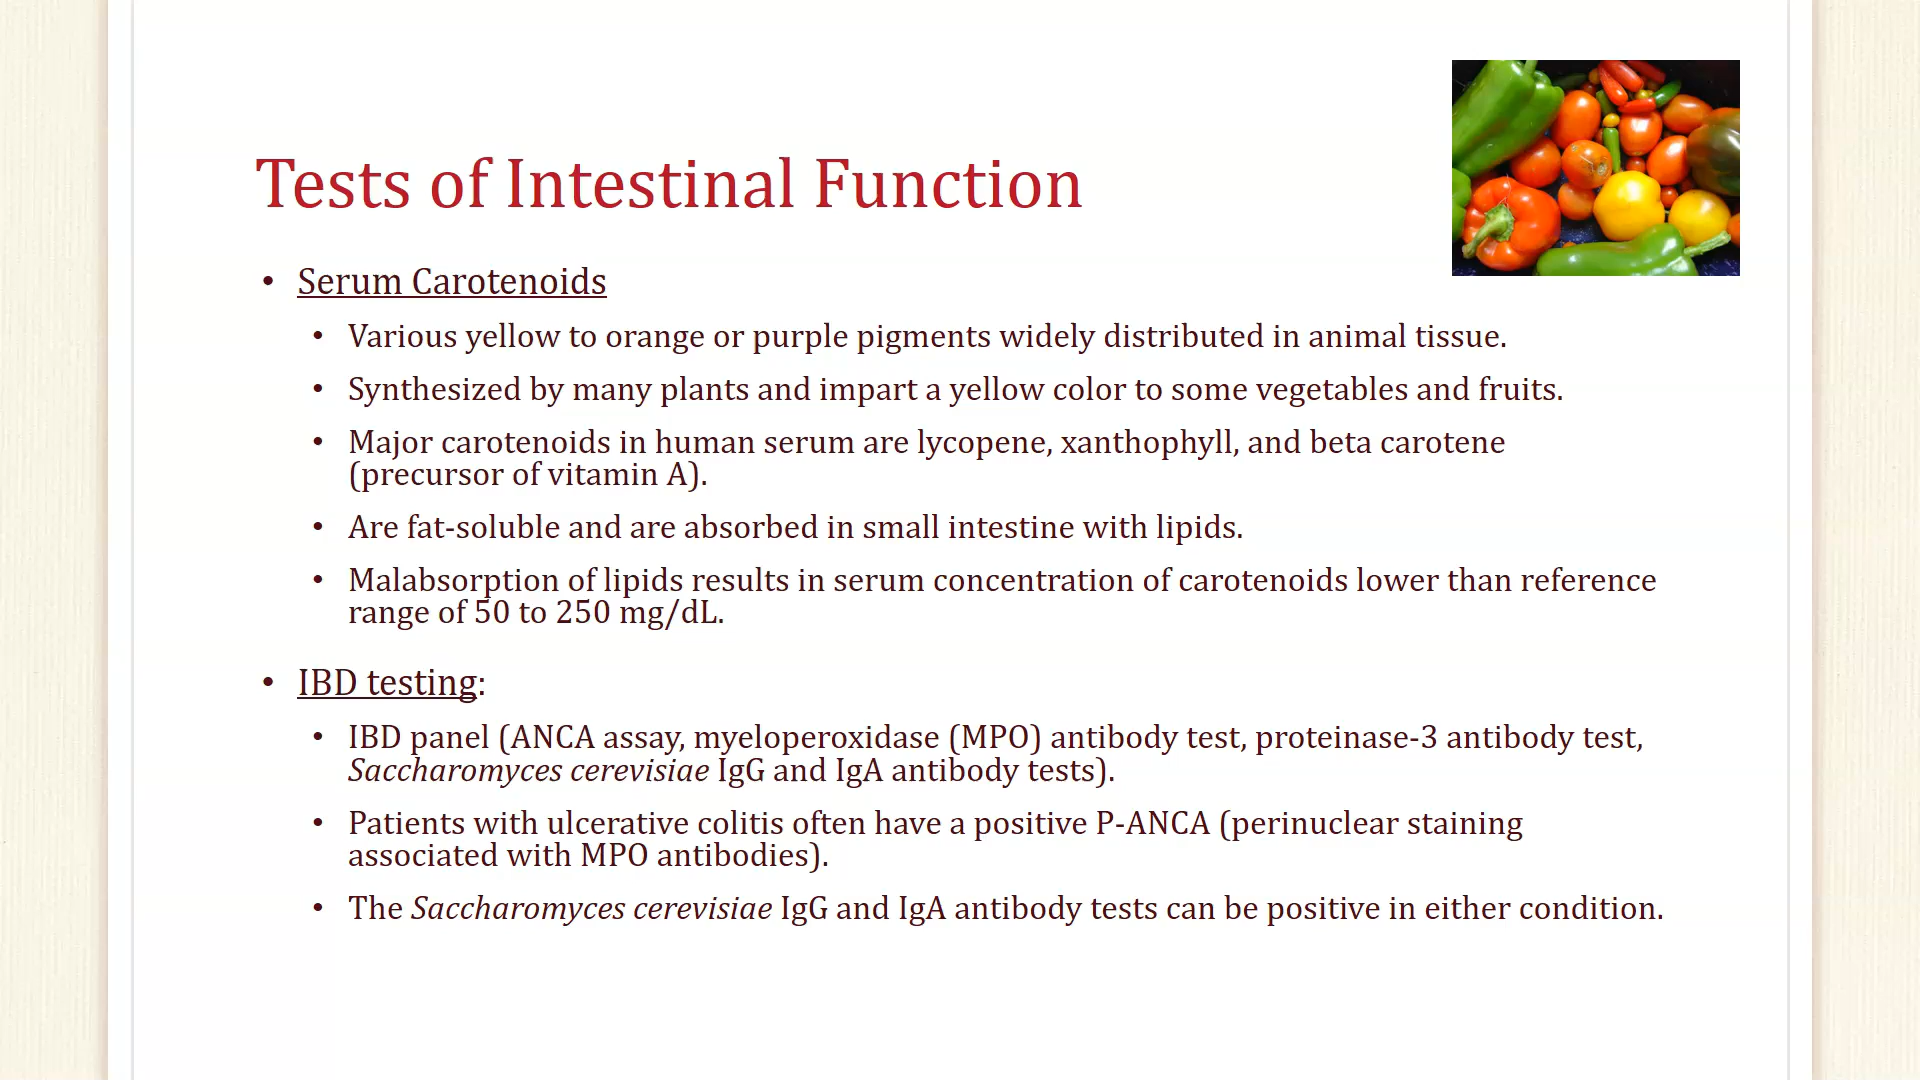 Tests of Intestinal Function
• Serum Carotenoids
• Various yellow to orange or purple pigments widely distributed in animal tissue.
• Synthesized by many plants and impart a yellow color to some vegetables and fruits.
• Major carotenoids in human serum are lycopene, xanthophyll, and beta carotene
(precursor of vitamin A).
• Are fat-soluble and are absorbed in small intestine with lipids.
• Malabsorption of lipids results in serum concentration of carotenoids lower than reference
range of 50 to 250 mg/dL.
• IBD testing:
• IBD panel (ANCA assay, myeloperoxidase (MPO) antibody test, proteinase-3 antibody test,
Saccharomyces cerevisiae IgG and IgA antibody tests).
• Patients with ulcerative colitis often have a positive P-ANCA (perinuclear staining
associated with MPO antibodies).
• The Saccharomyces cerevisiae IgG and IgA antibody tests can be positive in either condition.